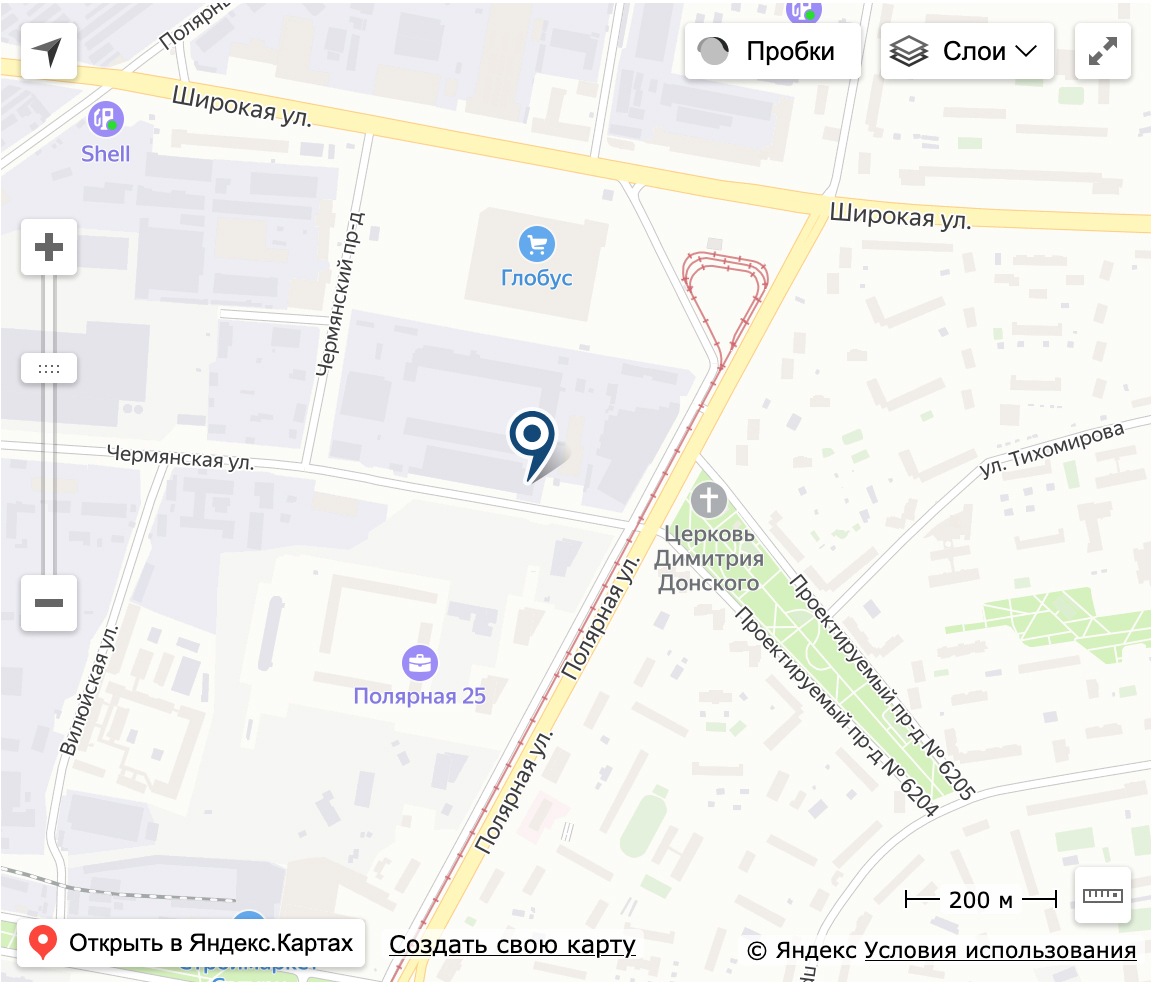 Полярн
Пробки
Слои
Широкая ул.
Shell
Широкая ул.
Глобус
Чермянский пр-д
Чермянская ул.
ул. Тихомирова
Церковь
Димитрия
Донского
Полярная ул.
Проектируемый пр-д № 6205
Проектируемый пр-д № 6204
Вилюйская ул.
Полярная 25
Полярная ул.
200 м
Открыть в Яндекс.Картах
Создать свою карту
© Яндекс Условия использования